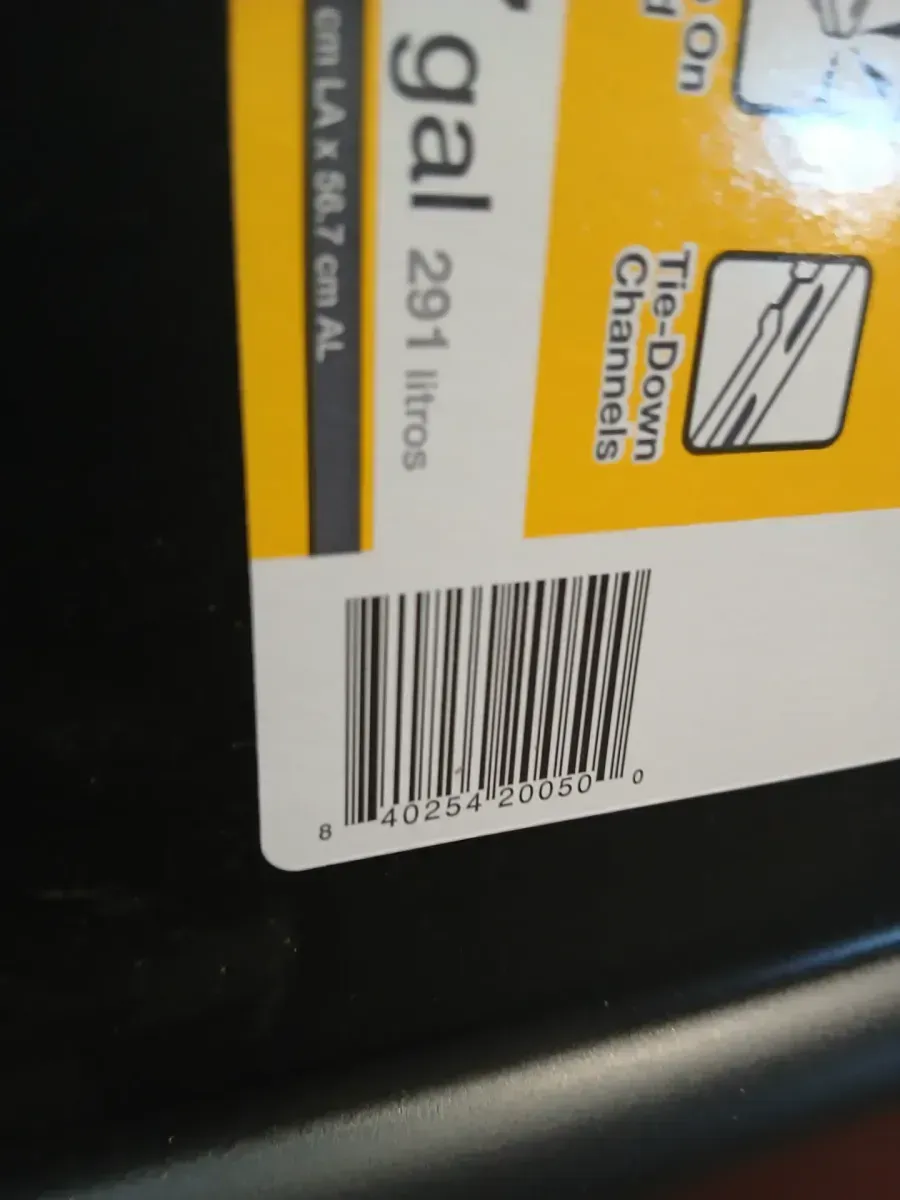 On
Tie-Down
Channels
gal 291 litros
cm LA x 56.7 cm AL
8 40254 20050 0